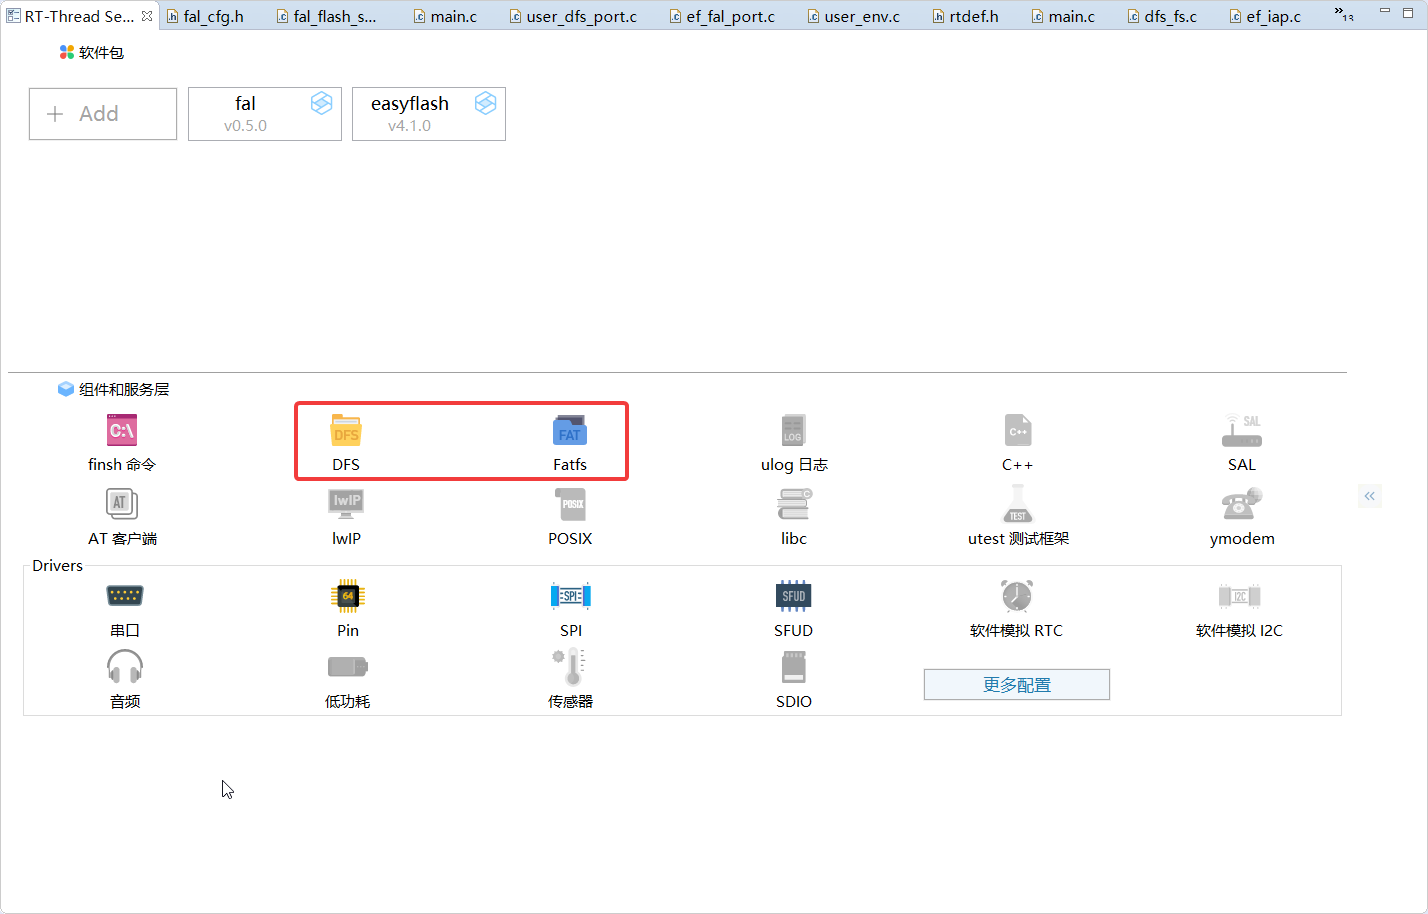 RT-Thread Se...
fal_cfg.h
fal_flash_s...
main.c
user_dfs_port.c
ef_fal_port.c
user_env.c
rtdef.h
main.c
dfs_fs.c
ef_iap.c
»13
软件包
+ Add
fal
v0.5.0
easyflash
v4.1.0
组件和服务层
C:\
DFS
FAT
LOG
C++
SAL
finsh 命令
DFS
Fatfs
ulog 日志
C++
SAL
AT
lwIP
POSIX
C
TEST
AT 客户端
lwIP
POSIX
libc
utest 测试框架
ymodem
Drivers
64
SPI
SFUD
I2C
串口
Pin
SPI
SFUD
软件模拟 RTC
软件模拟 I2C
音频
低功耗
传感器
SDIO
更多配置